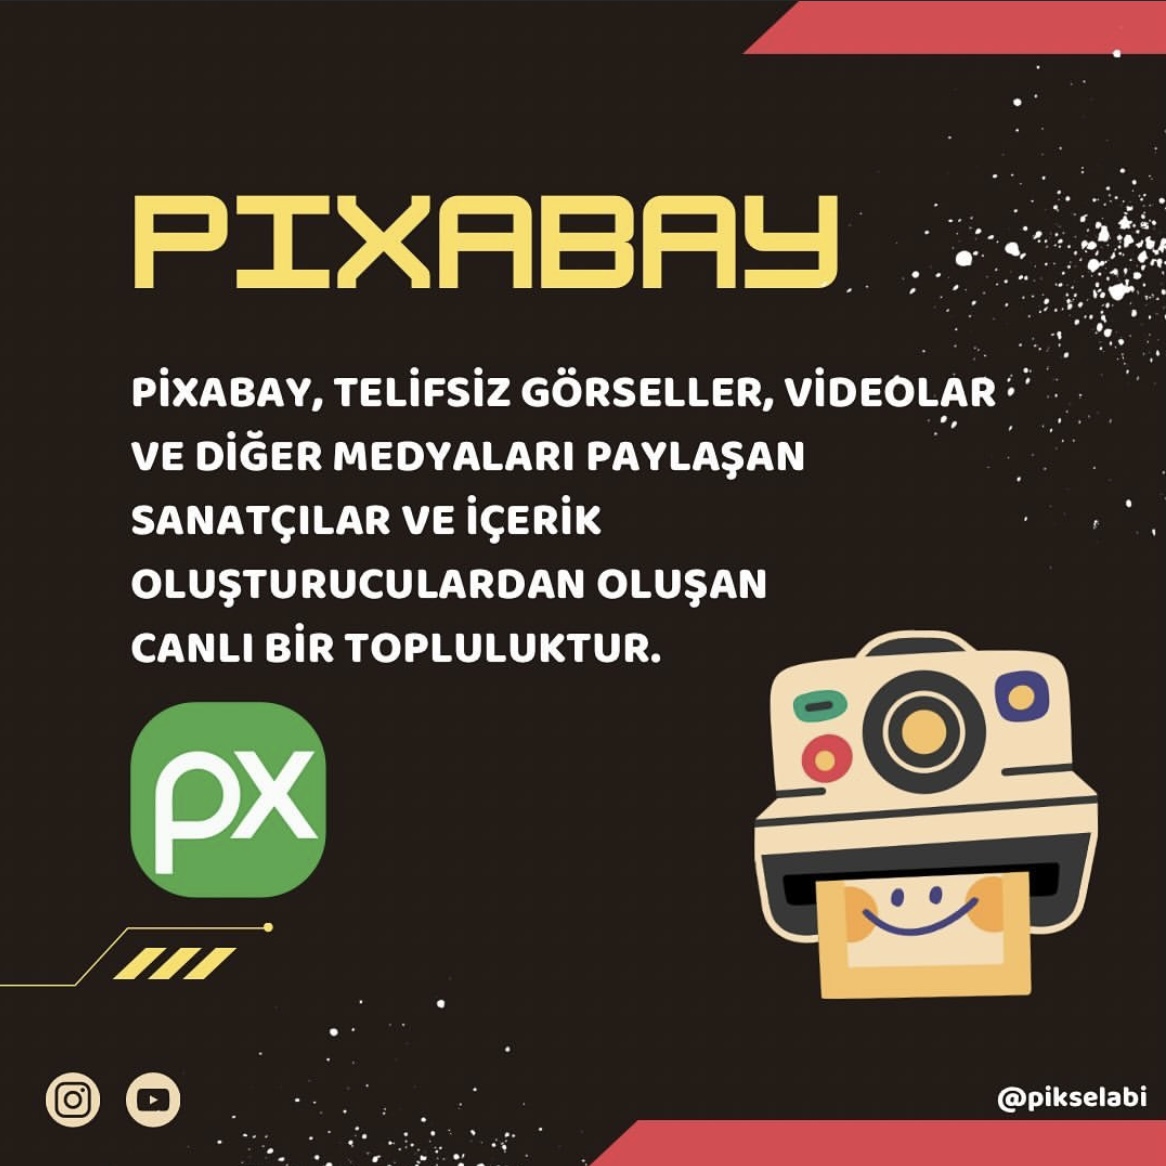 PIXABAY
PİXABAY, TELİFSİZ GÖRSELLER, VİDEOLAR
VE DİĞER MEDYALARI PAYLAŞAN
SANATÇILAR VE İÇERİK
OLUŞTURUCULARDAN OLUŞAN
CANLI BİR TOPLULUKTUR.
px
@pikselabi